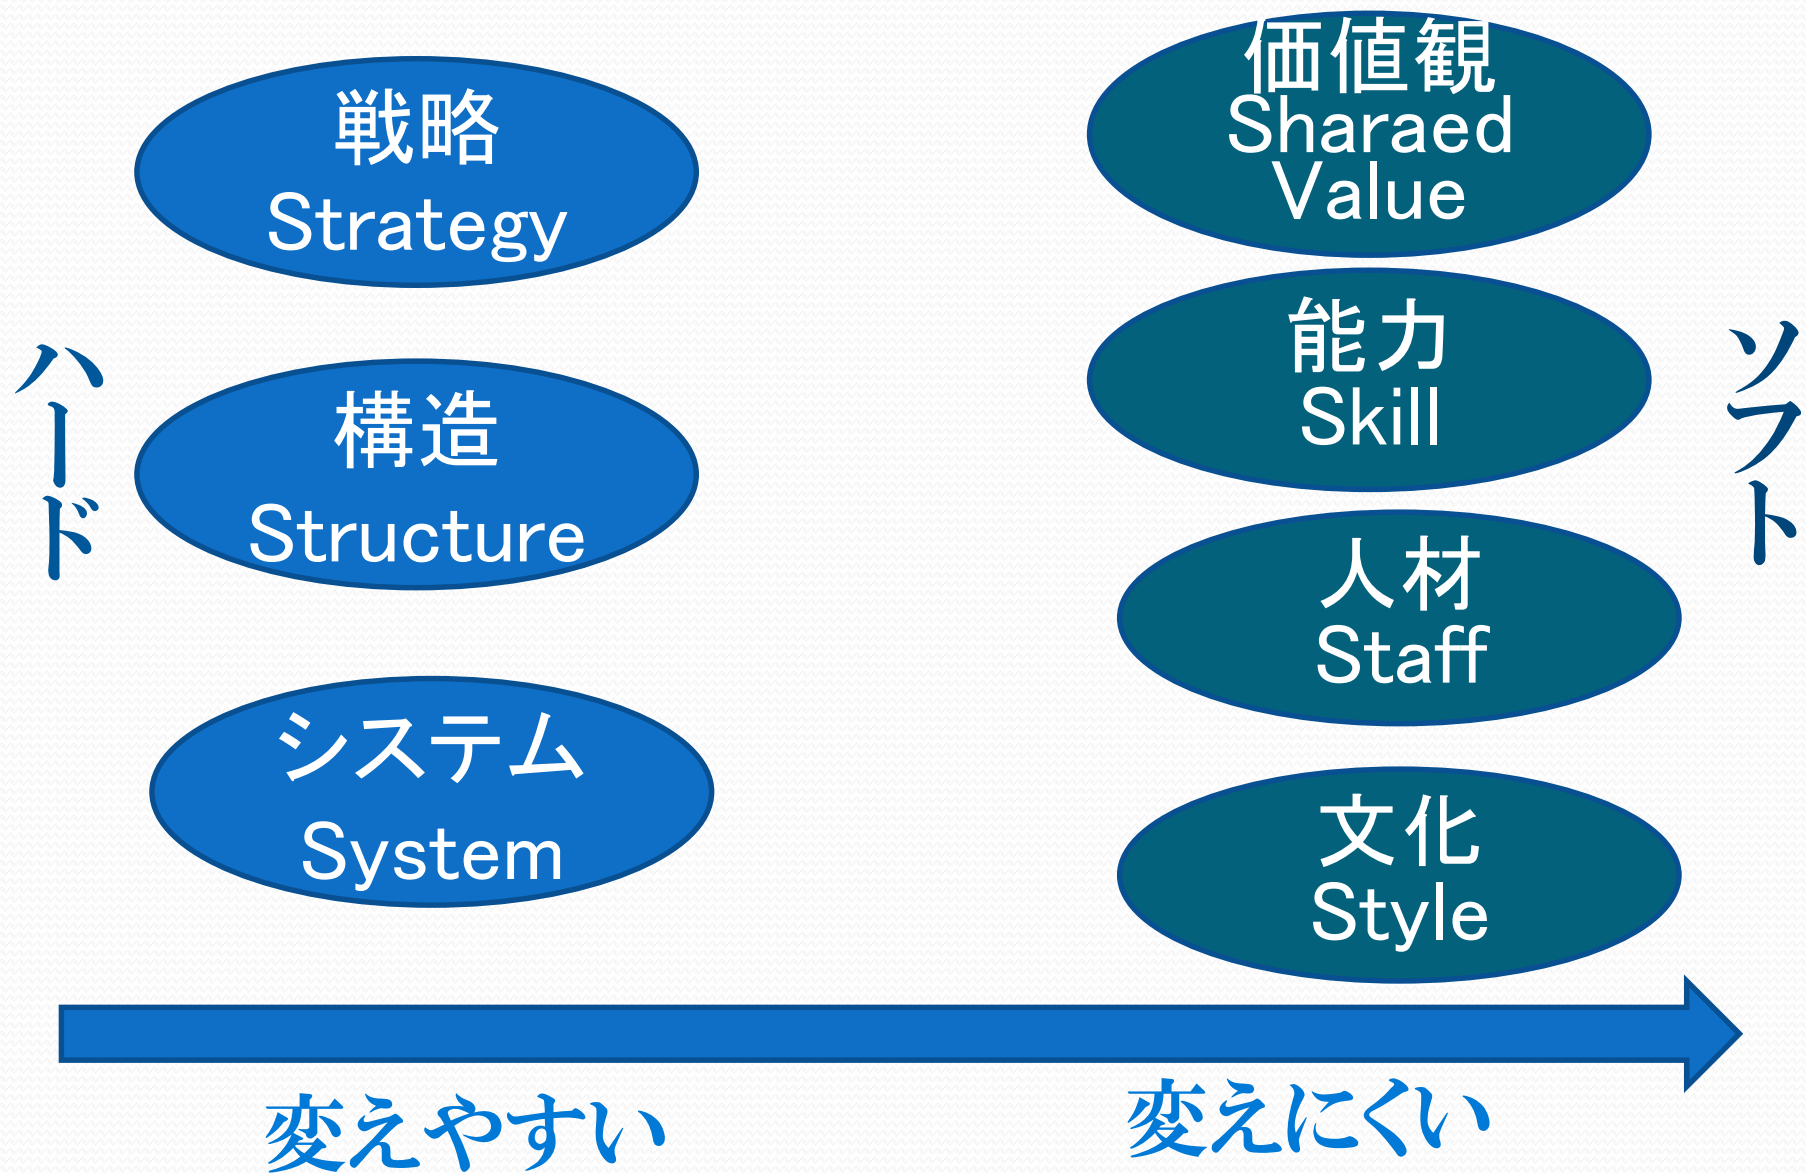 ハード
戦略
Strategy
構造
Structure
システム
System
価値観
Sharaed
Value
能力
Skill
人材
Staff
文化
Style
ソフト
変えやすい
変えにくい